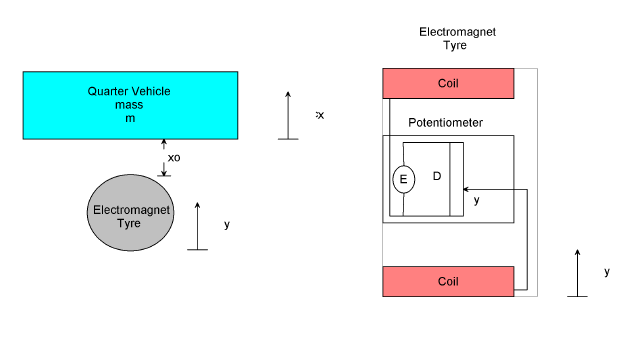 Quarter Vehicle
mass
m
x
xo
Electromagnet
Tyre
y
Electromagnet
Tyre
Coil
Potentiometer
E
D
y
Coil
y